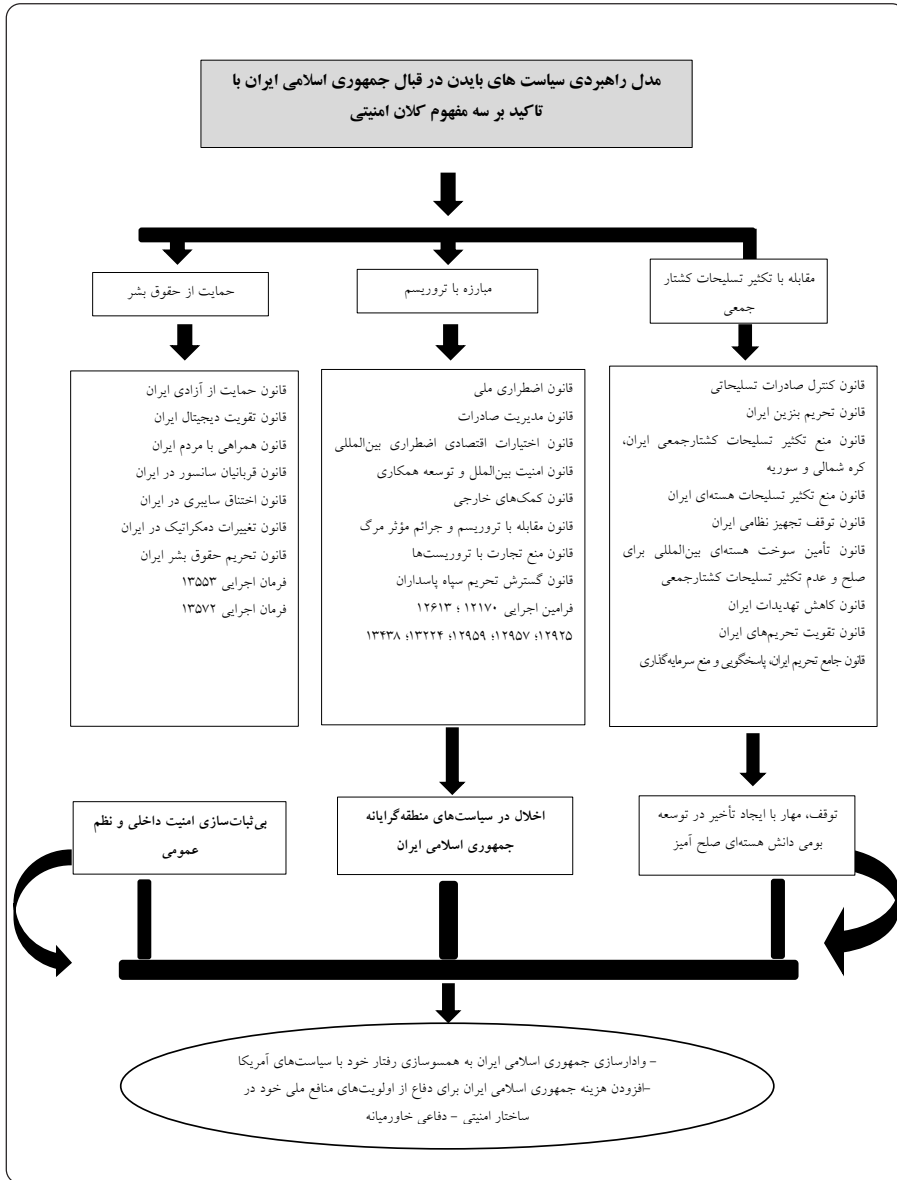 مدل راهبردی سیاست های بایدن در قبال جمهوری اسلامی ایران با
تاکید بر سه مفهوم کلان امنیتی
مقابله با تکثیر تسلیحات کشتار
جمعی
مبارزه با تروریسم
حمایت از حقوق بشر
قانون کنترل صادرات تسلیحاتی
قانون تحریم بنزین ایران
قانون منع تکثیر تسلیحات کشتارجمعی ایران،
کره شمالی و سوریه
قانون منع تکثیر تسلیحات هسته‌ای ایران
قانون توقف تجهیز نظامی ایران
قانون تأمین سوخت هسته‌ای بین‌المللی برای
صلح و عدم تکثیر تسلیحات کشتارجمعی
قانون کاهش تهدیدات ایران
قانون تقویت تحریم‌های ایران
قانون جامع تحریم ایران، پاسخگویی و منع سرمایه‌گذاری
قانون اضطراری ملی
قانون مدیریت صادرات
قانون اختیارات اقتصادی اضطراری بین‌المللی
قانون امنیت بین‌الملل و توسعه همکاری
قانون کمک‌های خارجی
قانون مقابله با تروریسم و جرائم مؤثر مرگ
قانون منع تجارت با تروریست‌ها
قانون گسترش تحریم سپاه پاسداران
فرامین اجرایی ۱۲۱۷۰ ؛ ۱۲۶۱۳
۱۲۹۲۵؛ ۱۲۹۵۷؛ ۱۲۹۵۹؛ ۱۳۲۲۴؛ ۱۳۴۳۸
قانون حمایت از آزادی ایران
قانون تقویت دیجیتال ایران
قانون همراهی با مردم ایران
قانون قربانیان سانسور در ایران
قانون اختناق سایبری در ایران
قانون تغییرات دمکراتیک در ایران
قانون تحریم حقوق بشر ایران
فرمان اجرایی ۱۳۵۵۳
فرمان اجرایی ۱۳۵۷۲
توقف، مهار با ایجاد تأخیر در توسعه
بومی دانش هسته‌ای صلح آمیز
اخلال در سیاست‌های منطقه‌گرایانه
جمهوری اسلامی ایران
بی‌ثبات‌سازی امنیت داخلی و نظم
عمومی
- وادارسازی جمهوری اسلامی ایران به همسوسازی رفتار خود با سیاست‌های آمریکا
-افزودن هزینه جمهوری اسلامی ایران برای دفاع از اولویت‌های منافع ملی خود در
ساختار امنیتی - دفاعی خاورمیانه